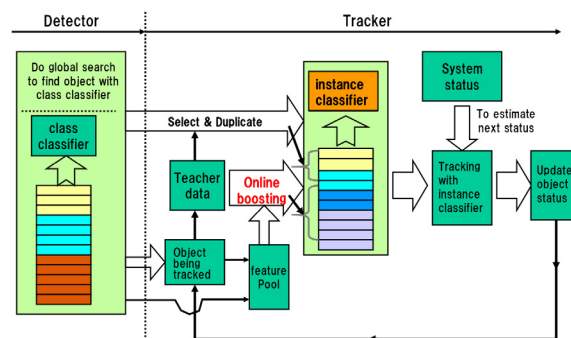 Detector
Tracker
Do global search
to find object with
class classifier
class
classifier
Select & Duplicate
Teacher
data
Online
boosting
Object
being
tracked
feature
Pool
instance
classifier
System
status
To estimate
next status
Tracking
with
instance
classifier
Update
object
status